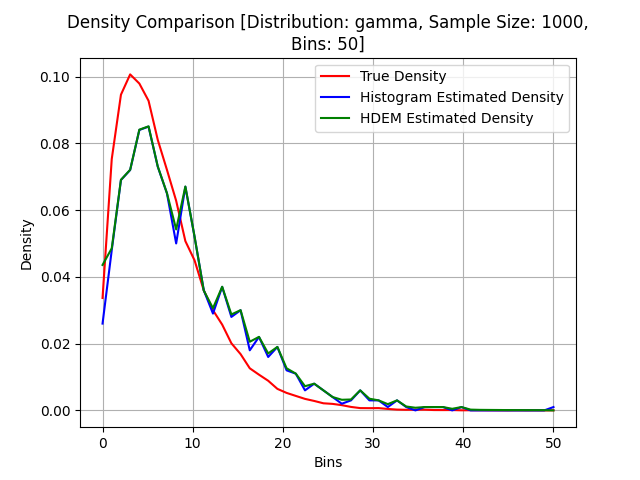 Density Comparison [Distribution: gamma, Sample Size: 1000,
Bins: 50]
True Density
Histogram Estimated Density
HDEM Estimated Density
Density
0.10
0.08
0.06
0.04
0.02
0.00
0 10 20 30 40 50
Bins